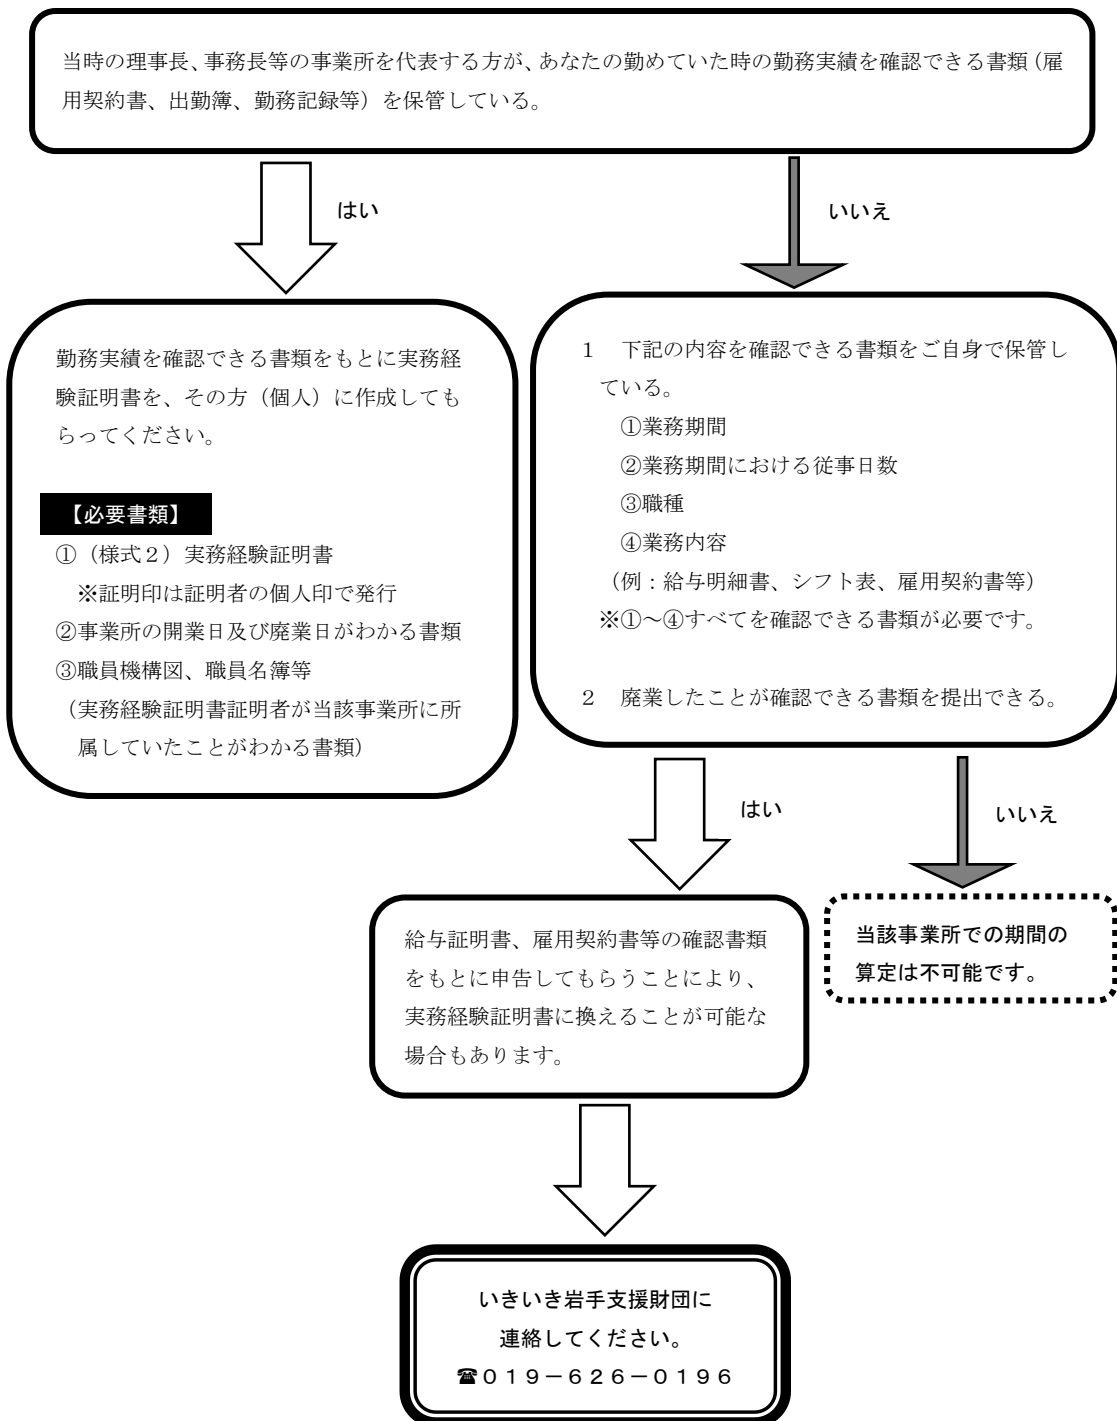 当時の理事長、事務長等の事業所を代表する方が、あなたの勤めていた時の勤務実績を確認できる書類（雇
用契約書、出勤簿、勤務記録等）を保管している。
はい
いいえ
勤務実績を確認できる書類をもとに実務経
験証明書を、その方（個人）に作成しても
らってください。
【必要書類】
①（様式２）実務経験証明書
※証明印は証明者の個人印で発行
②事業所の開業日及び廃業日がわかる書類
③職員機構図、職員名簿等
（実務経験証明書証明者が当該事業所に所
属していたことがわかる書類）
１　下記の内容を確認できる書類をご自身で保管し
ている。
①業務期間
②業務期間における従事日数
③職種
④業務内容
（例：給与明細書、シフト表、雇用契約書等）
※①～④すべてを確認できる書類が必要です。
２　廃業したことが確認できる書類を提出できる。
はい
いいえ
給与証明書、雇用契約書等の確認書類
をもとに申告してもらうことにより、
実務経験証明書に換えることが可能な
場合もあります。
当該事業所での期間の
算定は不可能です。
いきいき岩手支援財団に
連絡してください。
☎０１９－６２６－０１９６